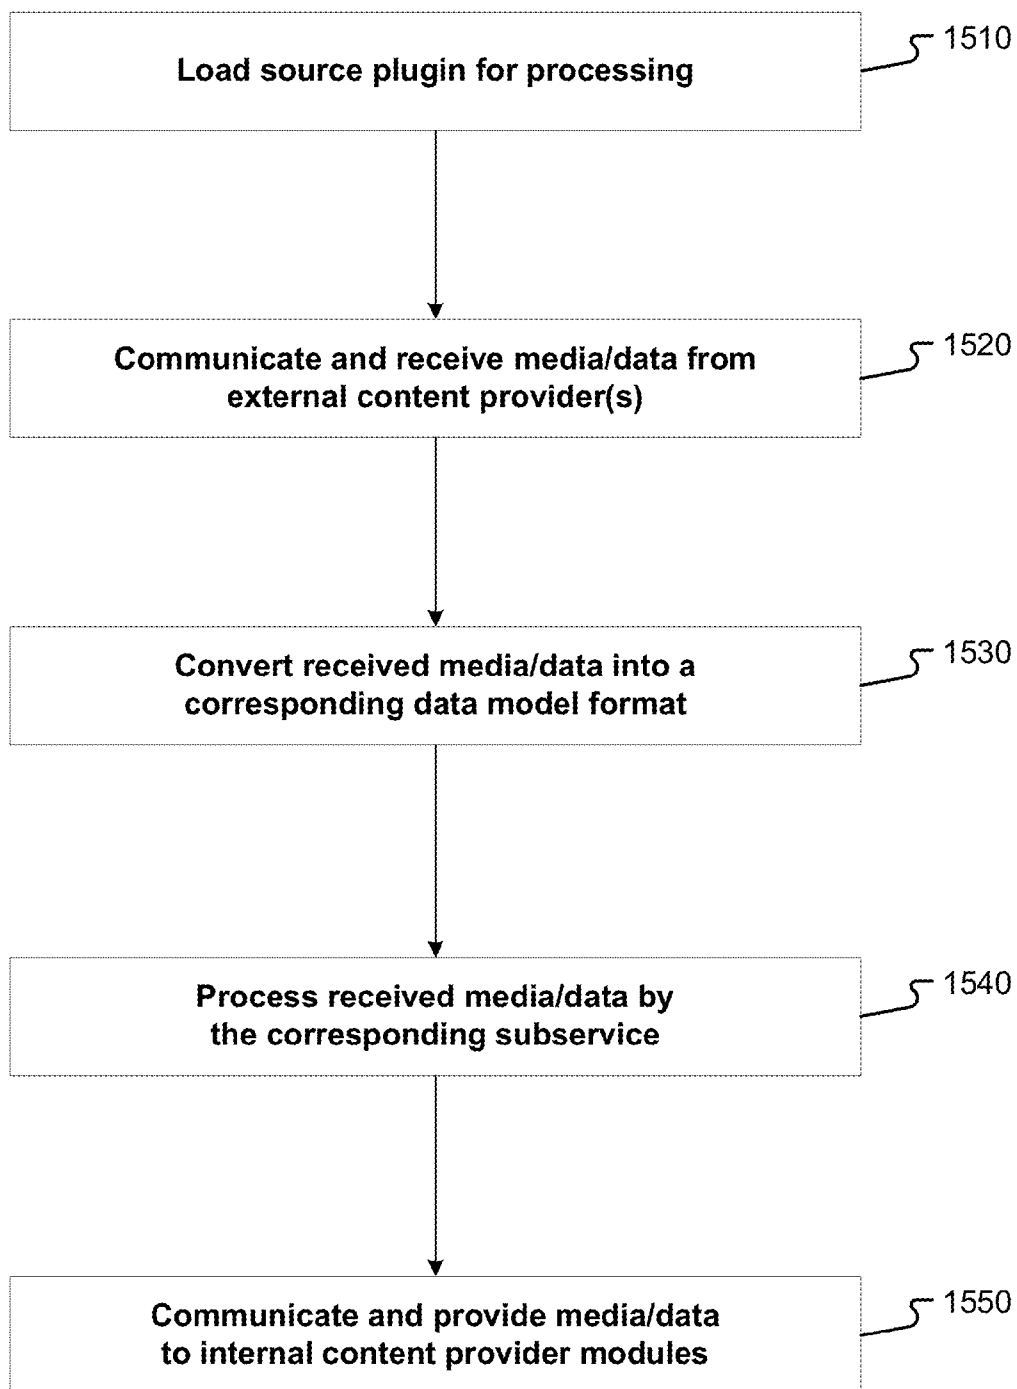 Load source plugin for processing
1510
Communicate and receive media/data from
external content provider(s)
1520
Convert received media/data into a
corresponding data model format
1530
Process received media/data by
the corresponding subservice
1540
Communicate and provide media/data
to internal content provider modules
1550